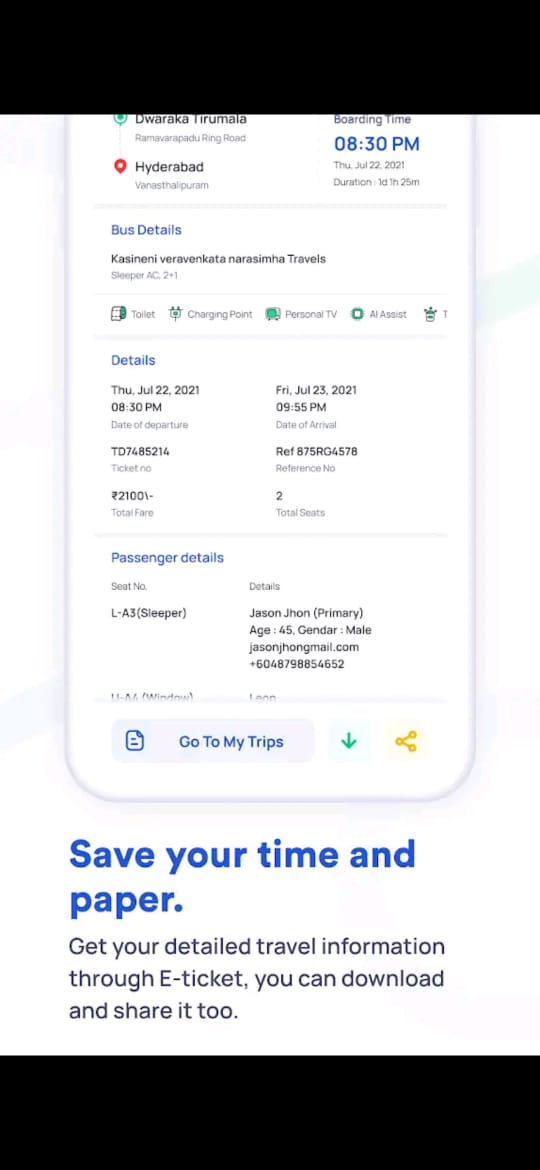 Dwaraka Tirumala
Ramavarapadu Ring Road
Boarding Time
08:30 PM
Hyderabad
Vanasthalipuram
Thu, Jul 22, 2021
Duration : 1d 1h 25m
Bus Details
Kasineni veravenkata narasimha Travels
Sleeper AC, 2+1
Toilet Charging Point Personal TV AI Assist T
Details
Thu, Jul 22, 2021 Fri, Jul 23, 2021
08:30 PM 09:55 PM
Date of departure Date of Arrival
TD7485214 Ref 875RG4578
Ticket no Reference No
₹2100\- 2
Total Fare Total Seats
Passenger details
Seat No. Details
L-A3(Sleeper) Jason Jhon (Primary)
Age : 45, Gendar : Male
jasonjhongmail.com
+6048798854652
U-A4 (Window) Leon
Go To My Trips
Save your time and
paper.
Get your detailed travel information
through E-ticket, you can download
and share it too.